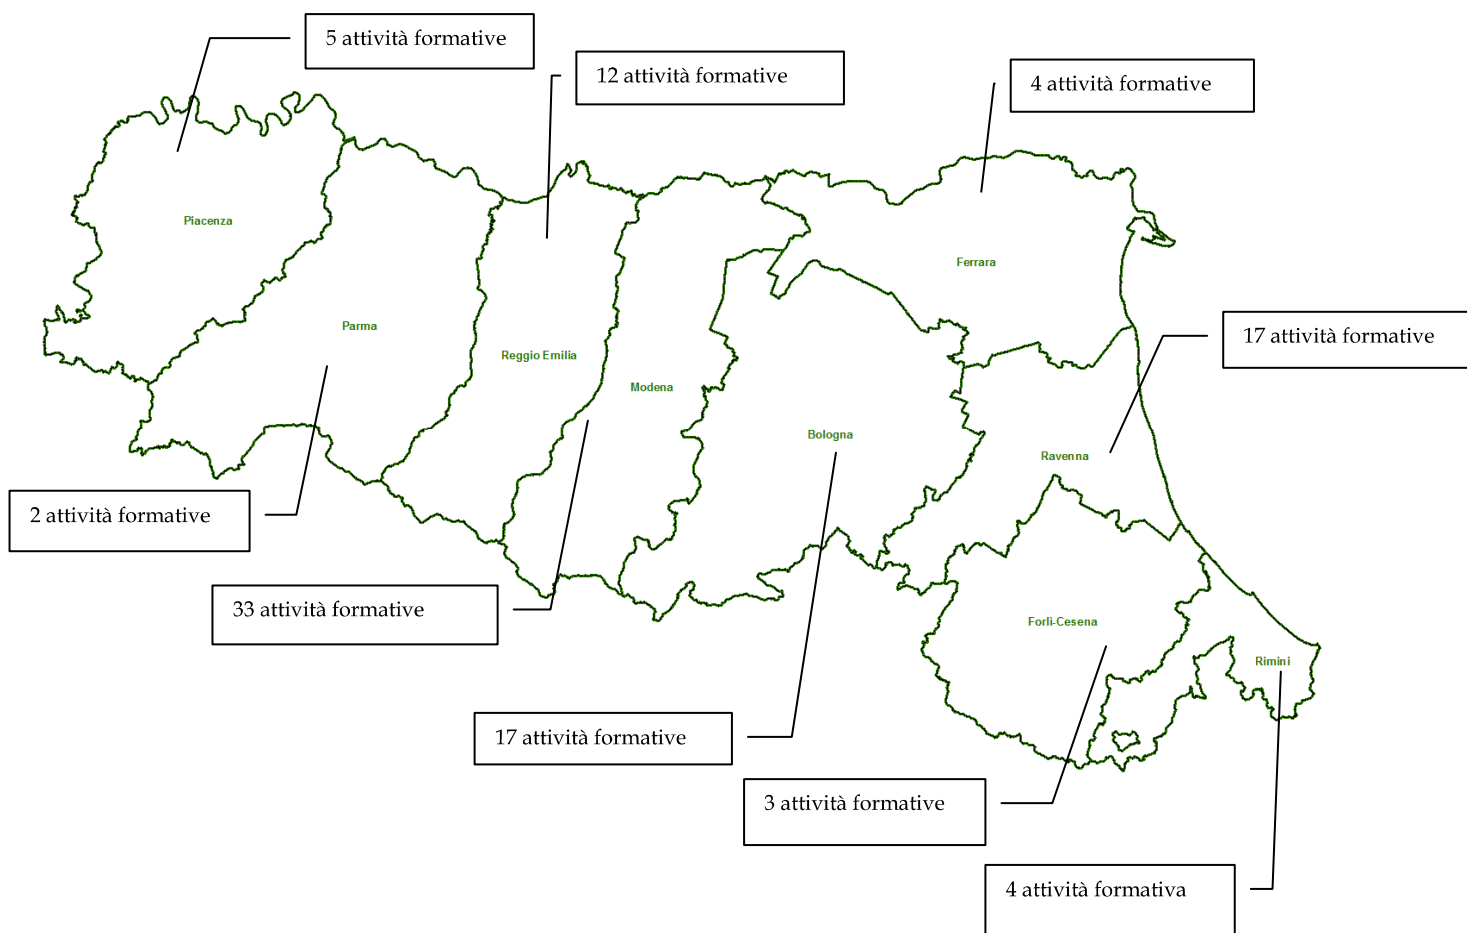 5 attività formative
12 attività formative
4 attività formative
Piacenza
Ferrara
Parma
17 attività formative
Reggio Emilia
Modena
Bologna
Ravenna
2 attività formative
33 attività formative
Forlì-Cesena
Rimini
17 attività formative
3 attività formative
4 attività formativa